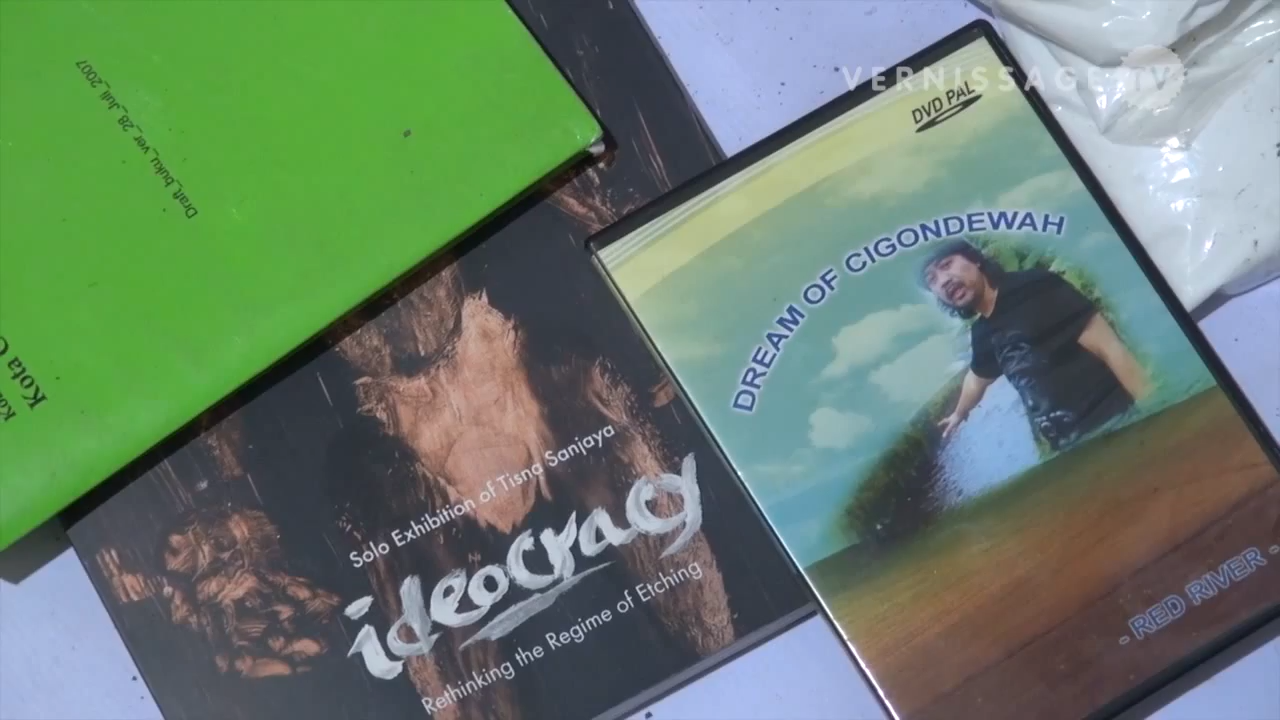 Draft_buku_ver_28_Juli_2007
Kota
VERNISSAGE TV
DVD PAL
DREAM OF CIGONDEWAH
- RED RIVER -
Solo Exhibition of Tisna Sanjaya
ideocracy
Rethinking the Regime of Etching